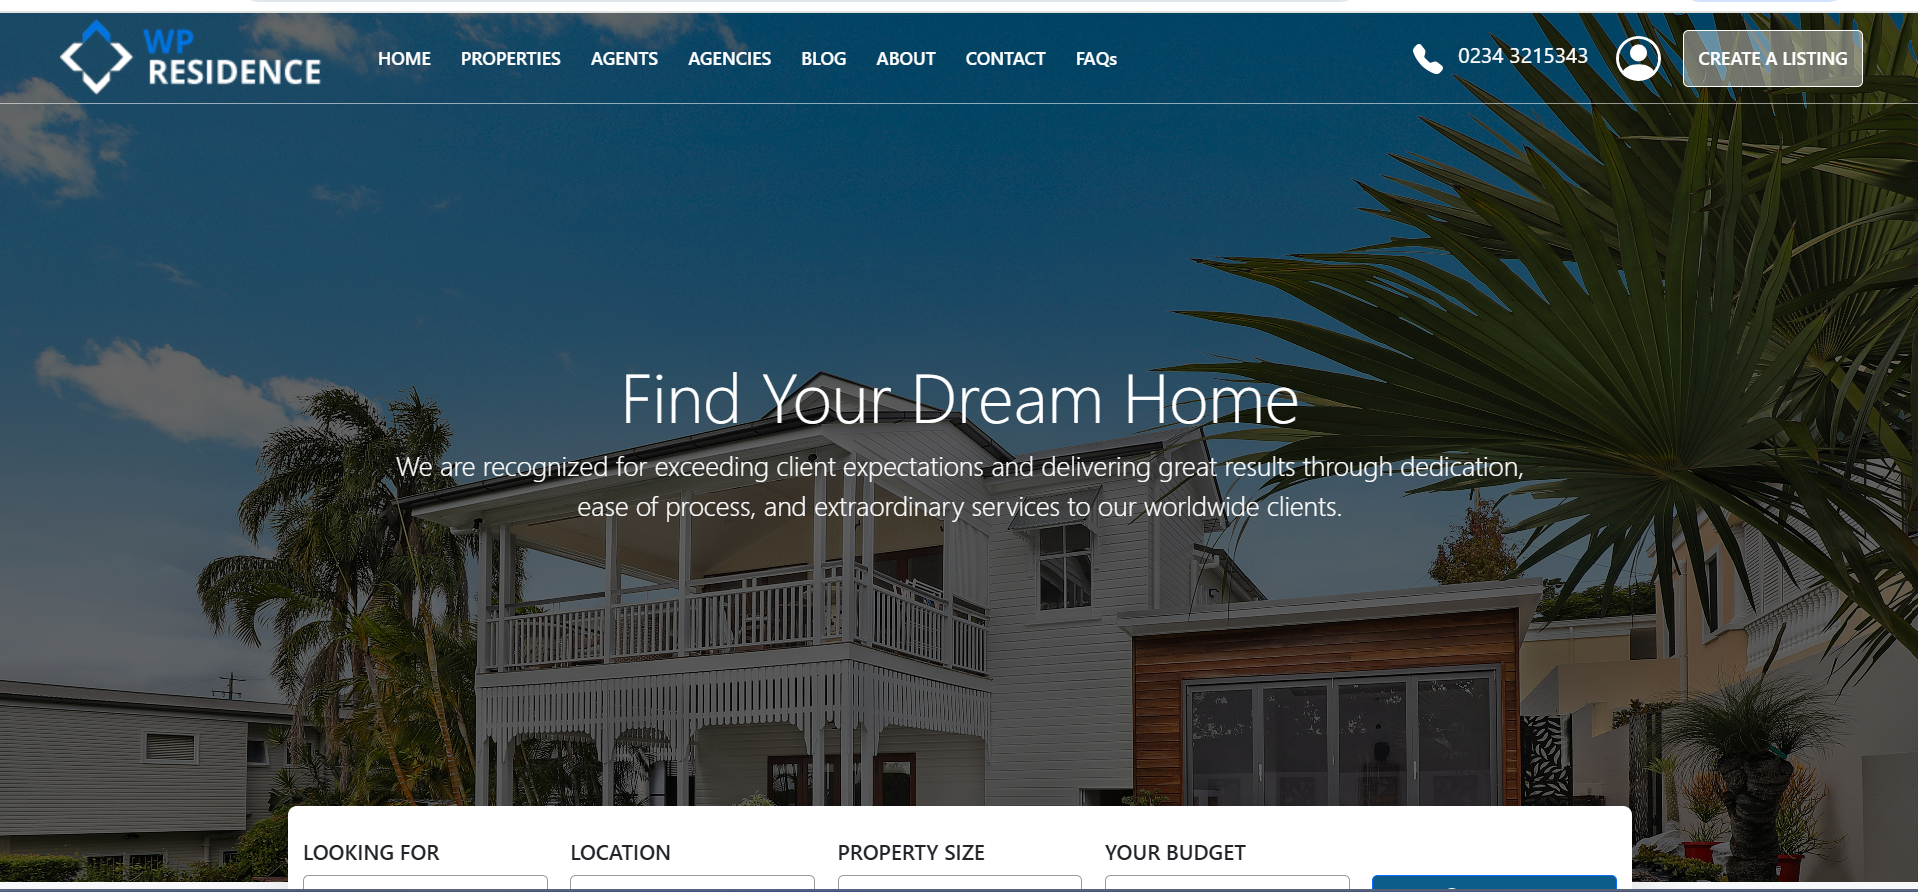 WP
RESIDENCE
HOME PROPERTIES AGENTS AGENCIES BLOG ABOUT CONTACT FAQs
0234 3215343
CREATE A LISTING
Find Your Dream Home
We are recognized for exceeding client expectations and delivering great results through dedication,
ease of process, and extraordinary services to our worldwide clients.
LOOKING FOR LOCATION PROPERTY SIZE YOUR BUDGET